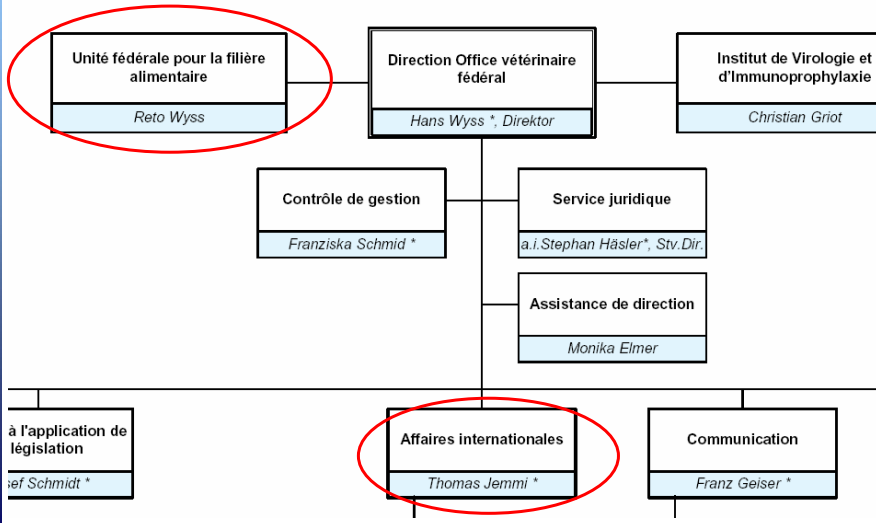 Unité fédérale pour la filière
alimentaire
Reto Wyss
Direction Office vétérinaire
fédéral
Hans Wyss *, Direktor
Institut de Virologie et
d'Immunoprophylaxie
Christian Griot
Contrôle de gestion
Franziska Schmid *
Service juridique
a.i.Stephan Häsler*, Stv.Dir.
Assistance de direction
Monika Elmer
à l'application de
législation
sef Schmidt *
Affaires internationales
Thomas Jemmi *
Communication
Franz Geiser *